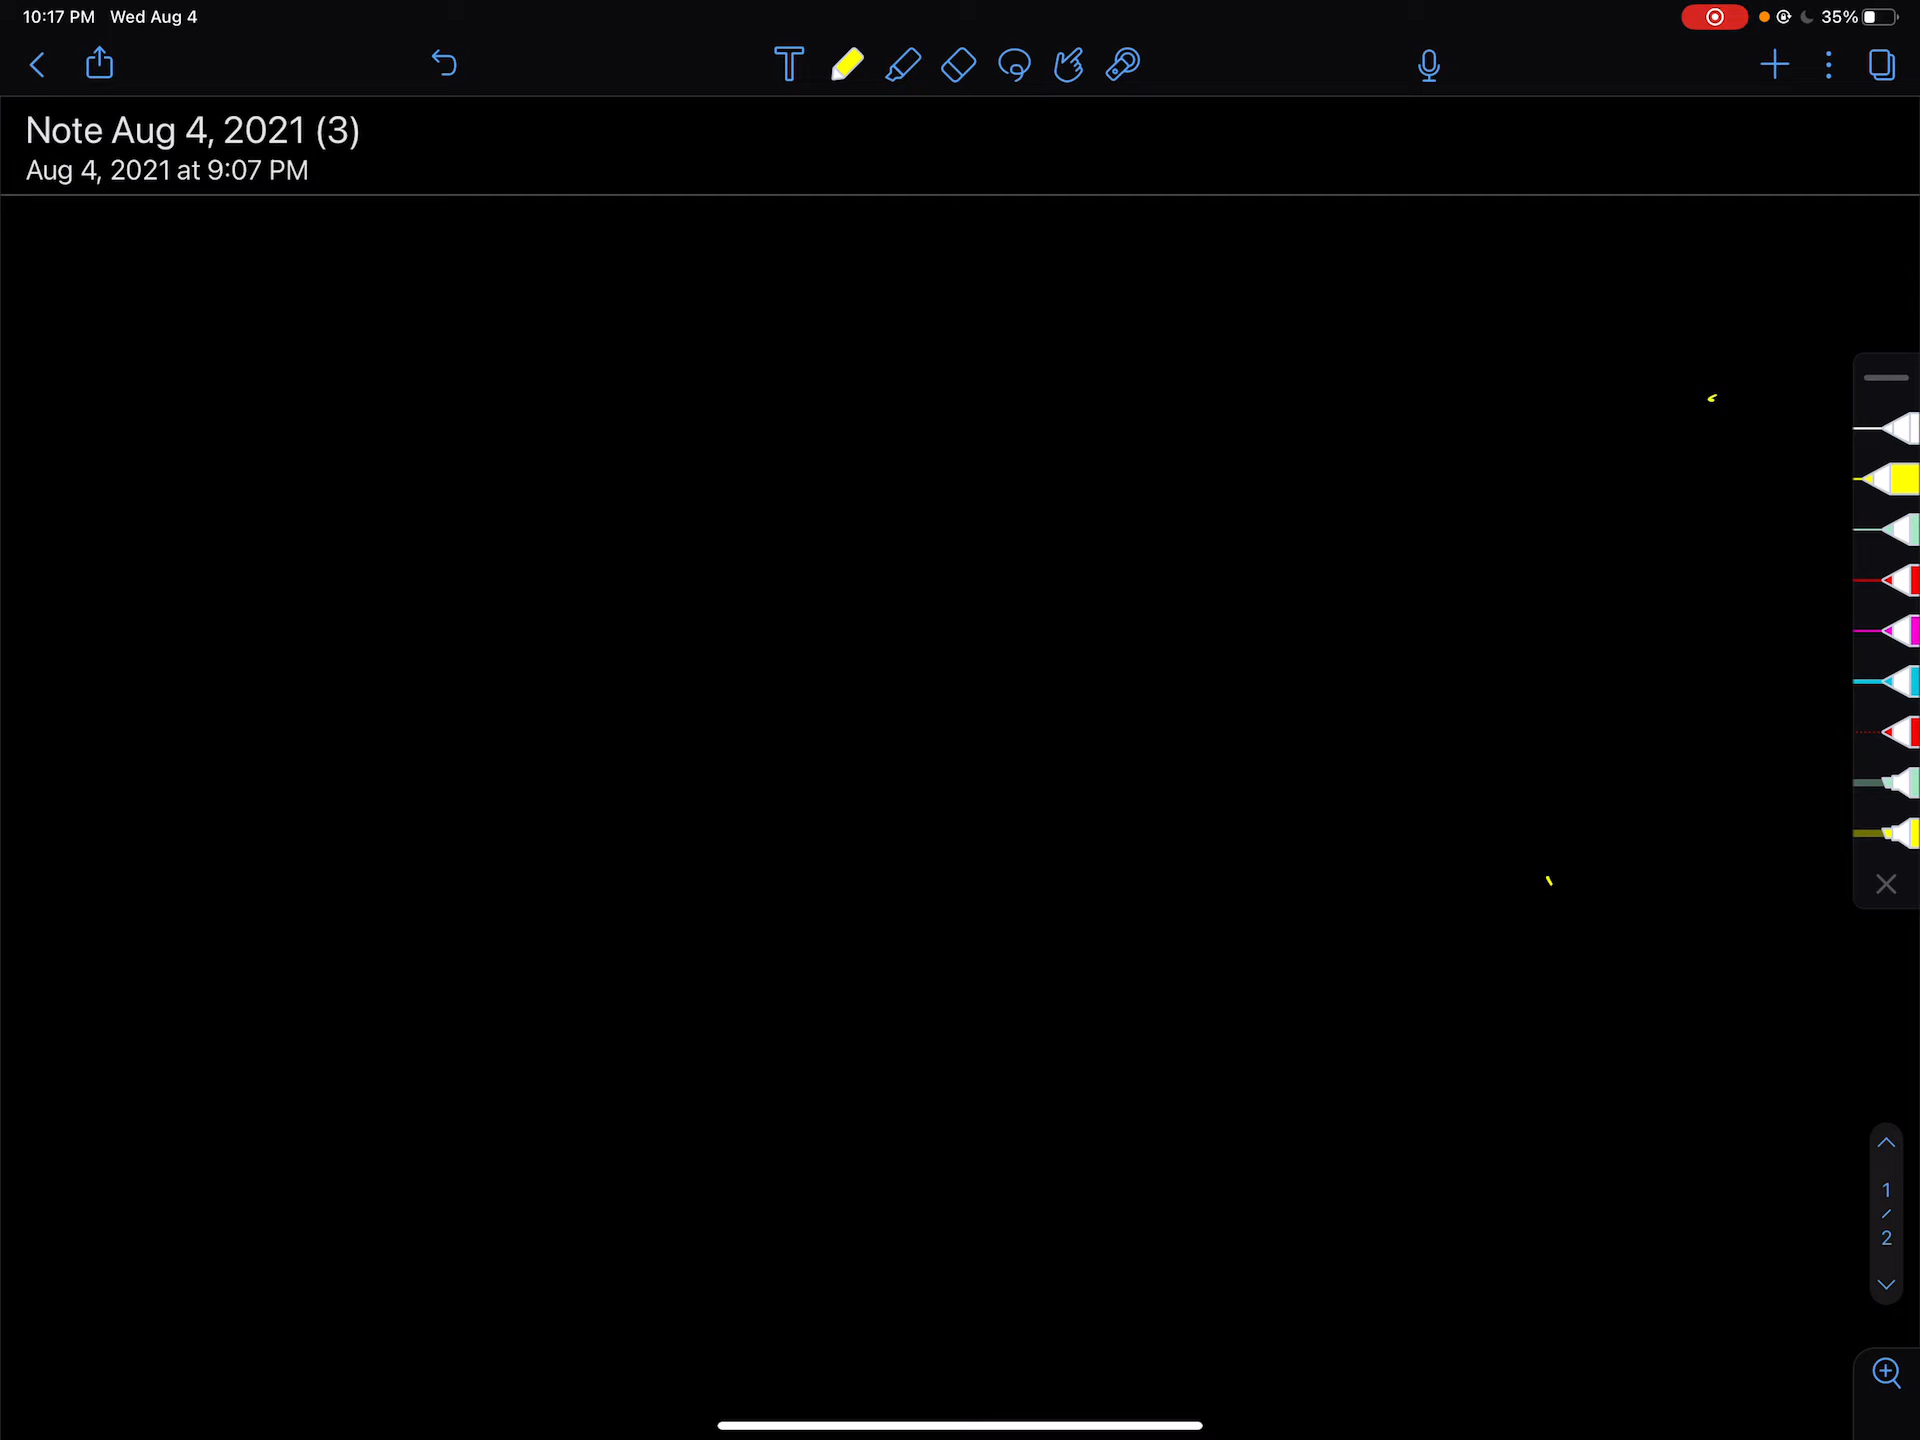 10:17 PM Wed Aug 4
35%
Note Aug 4, 2021 (3)
Aug 4, 2021 at 9:07 PM
1
/
2